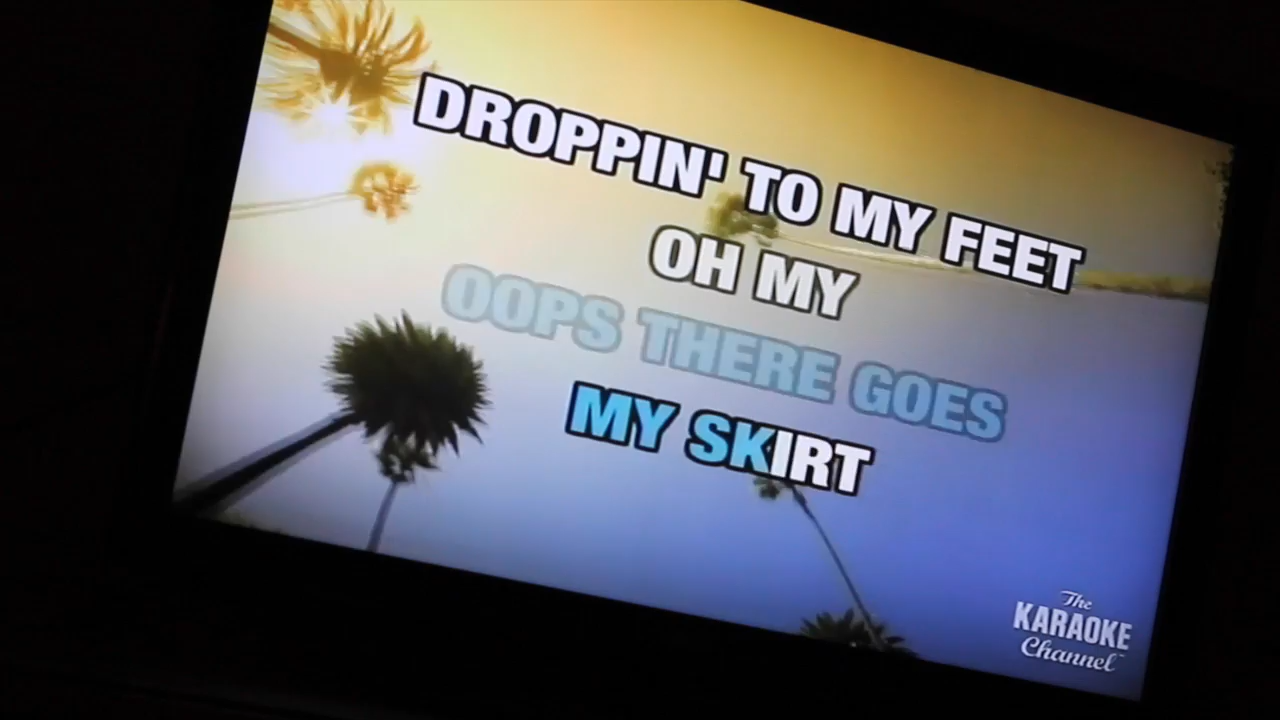 DROPPIN' TO MY FEET
OH MY
OOPS THERE GOES
MY SKIRT
The
KARAOKE
Channel